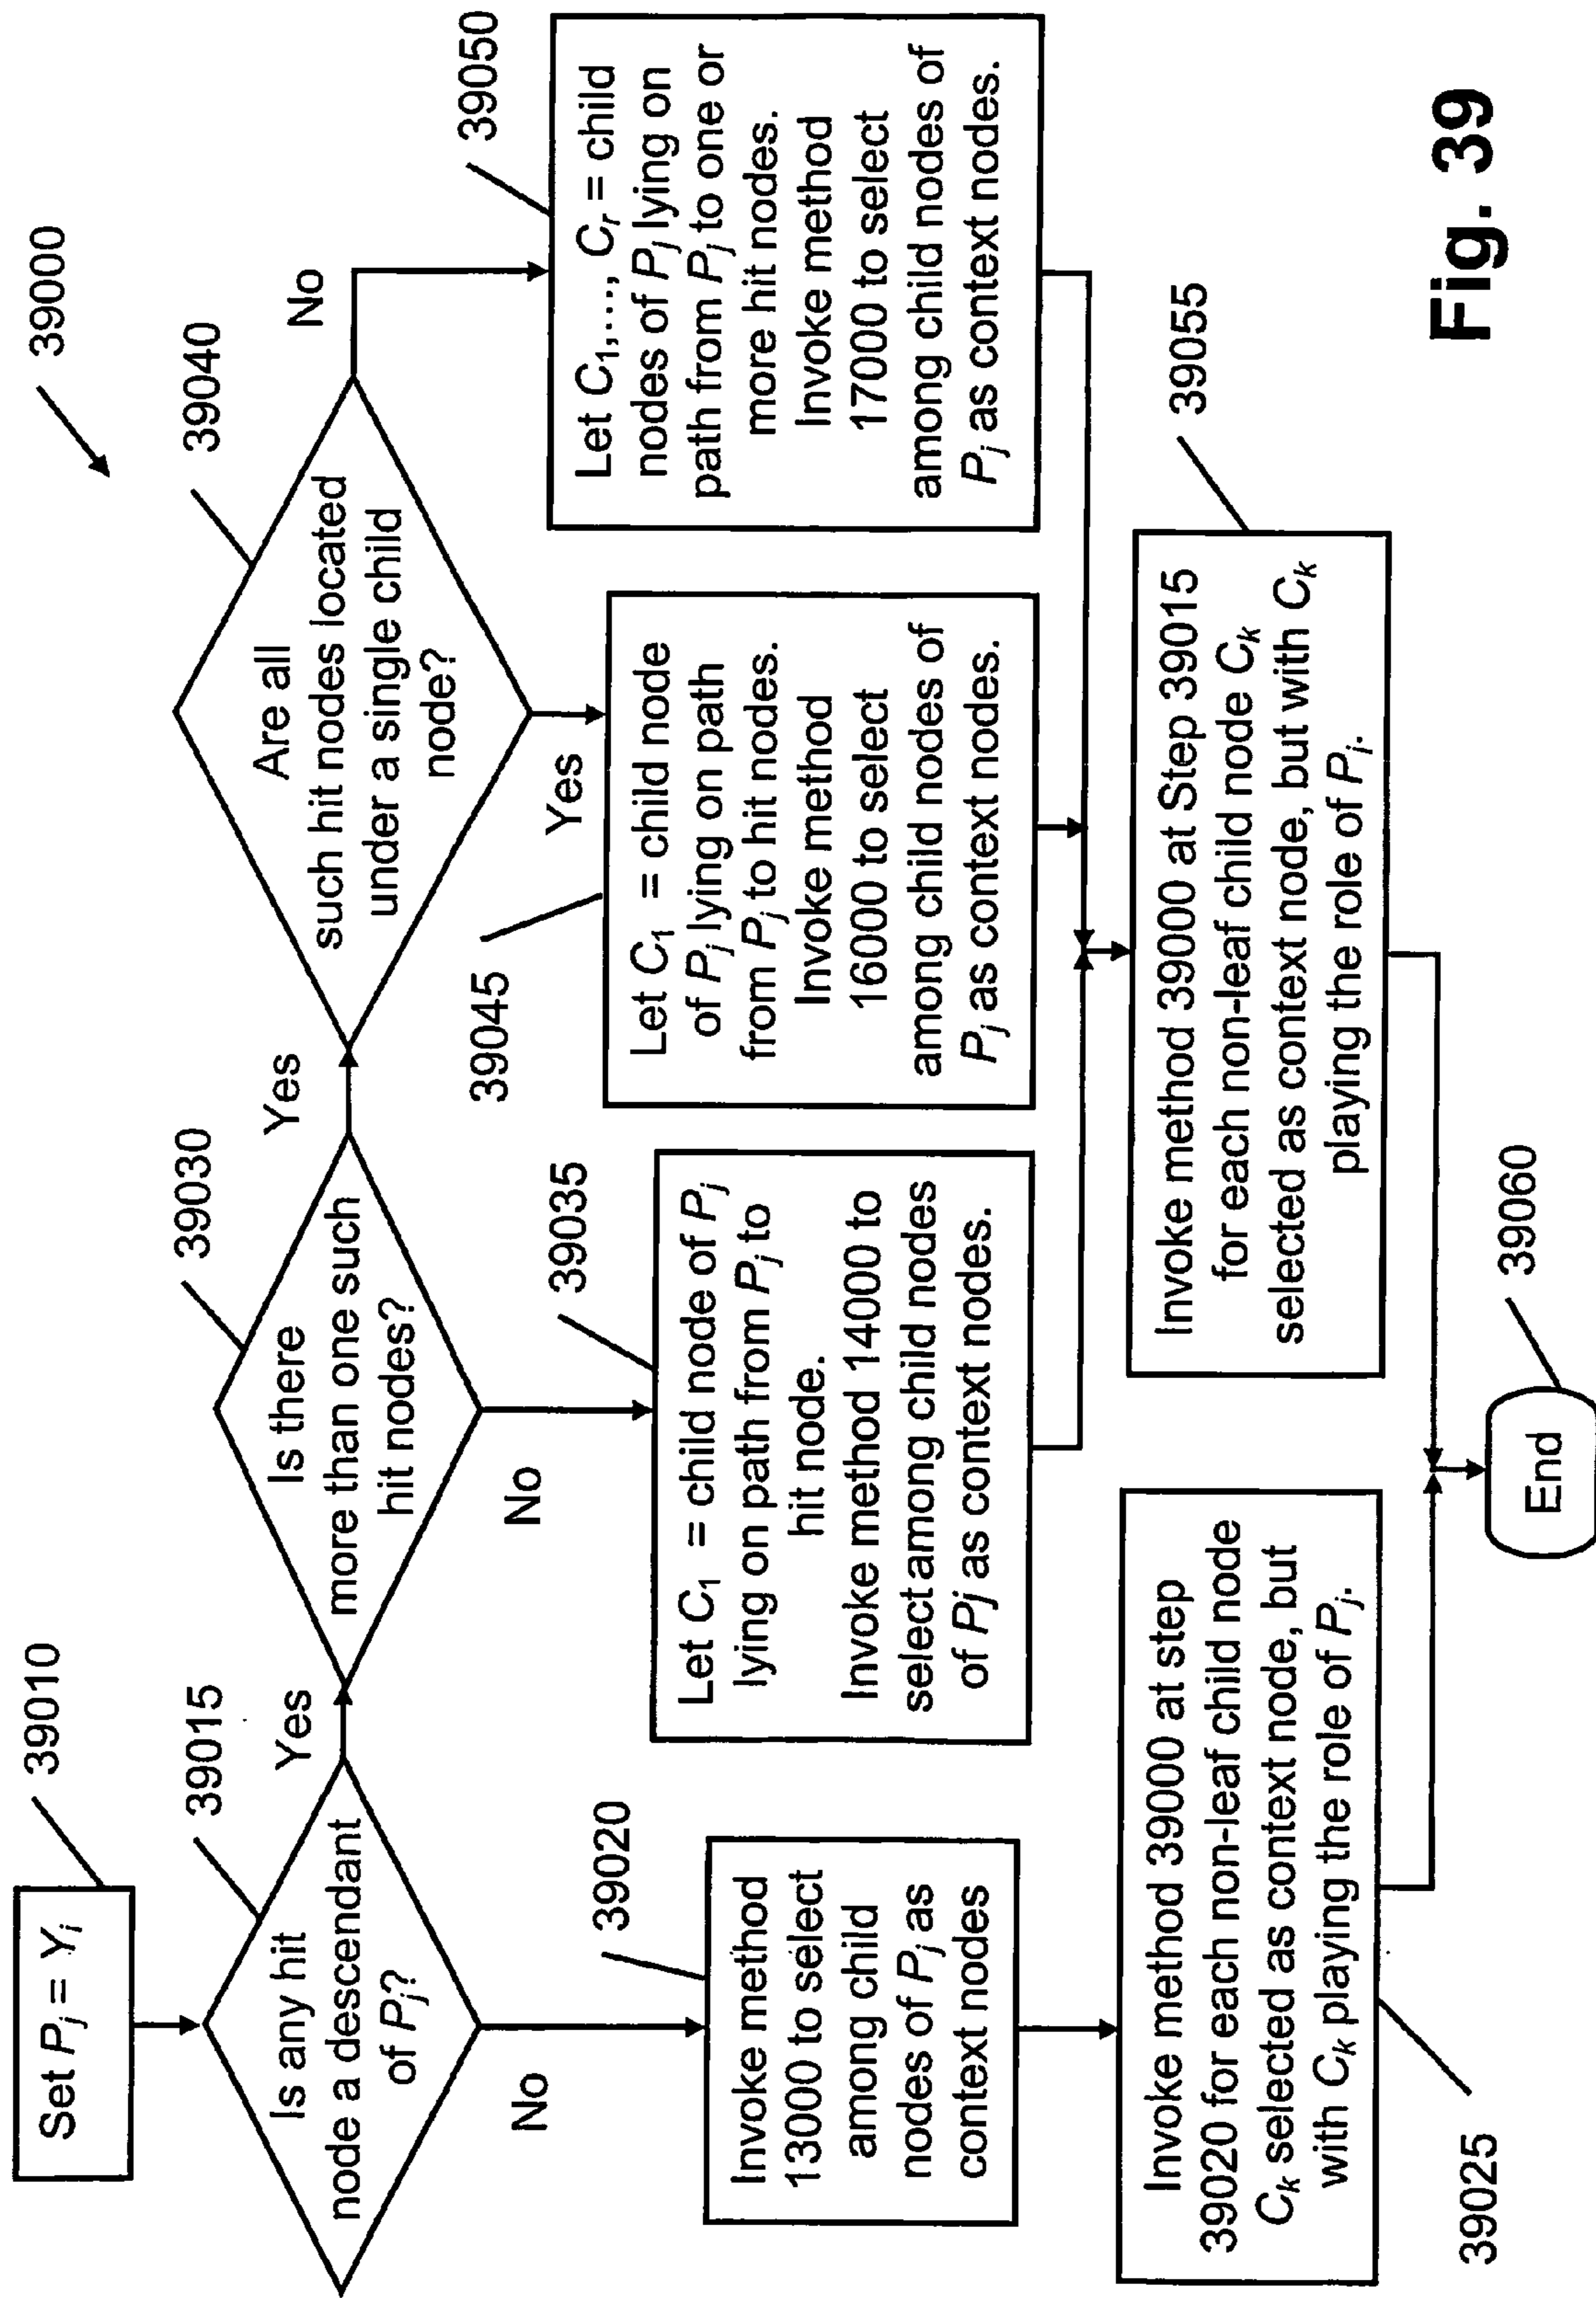 39000
39010
Set Pj = Yi
39015
Is any hit
node a descendant
of Pj?
Yes
No
39030
Is there
more than one such
hit nodes?
Yes
No
39040
Are all
such hit nodes located
under a single child
node?
Yes
No
39020
Invoke method
13000 to select
among child
nodes of Pj as
context nodes
39035
Let C1 = child node of Pj
lying on path from Pj to
hit node.
Invoke method 14000 to
select among child nodes
of Pj as context nodes.
39045
Let C1 = child node
of Pj lying on path
from Pj to hit nodes.
Invoke method
16000 to select
among child nodes of
Pj as context nodes.
39050
Let C1,..., Cr = child
nodes of Pj lying on
path from Pj to one or
more hit nodes.
Invoke method
17000 to select
among child nodes of
Pj as context nodes.
39025
Invoke method 39000 at step
39020 for each non-leaf child node
Ck selected as context node, but
with Ck playing the role of Pj.
39055
Invoke method 39000 at Step 39015
for each non-leaf child node Ck
selected as context node, but with Ck
playing the role of Pj.
39060
End
Fig. 39